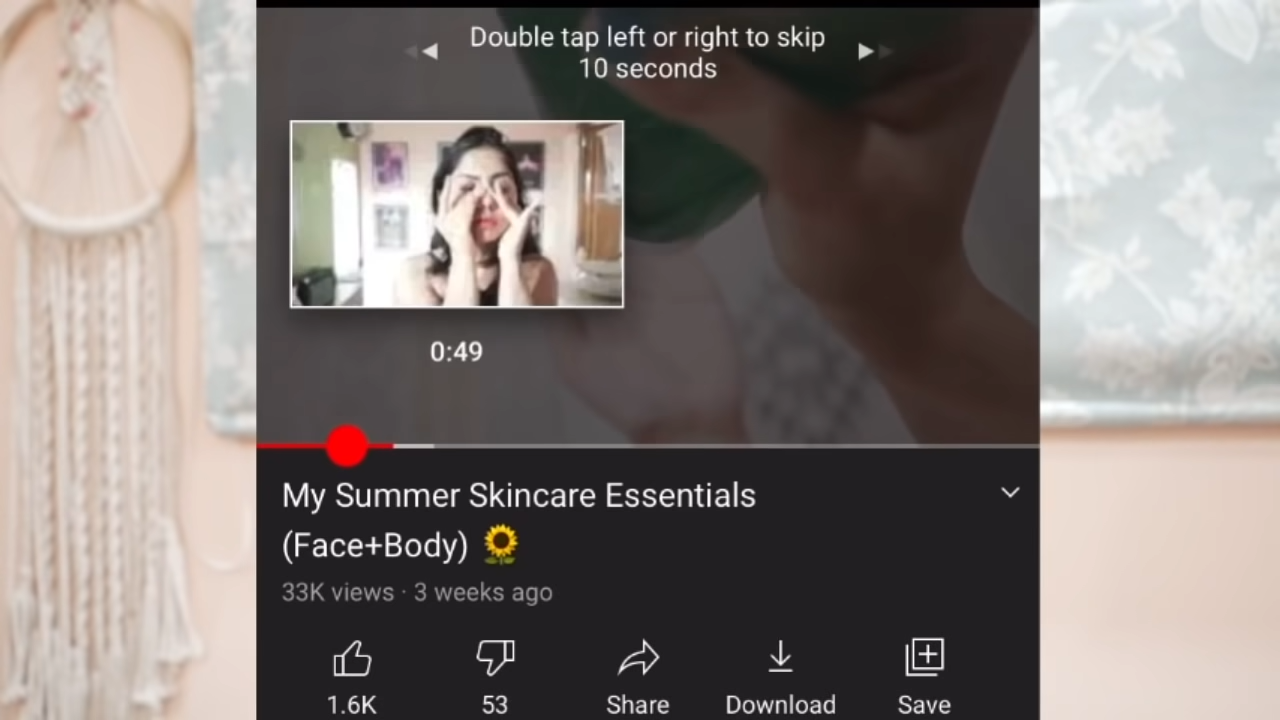 Double tap left or right to skip
10 seconds
0:49
My Summer Skincare Essentials
(Face+Body) 🌻
33K views · 3 weeks ago
1.6K
53
Share
Download
Save